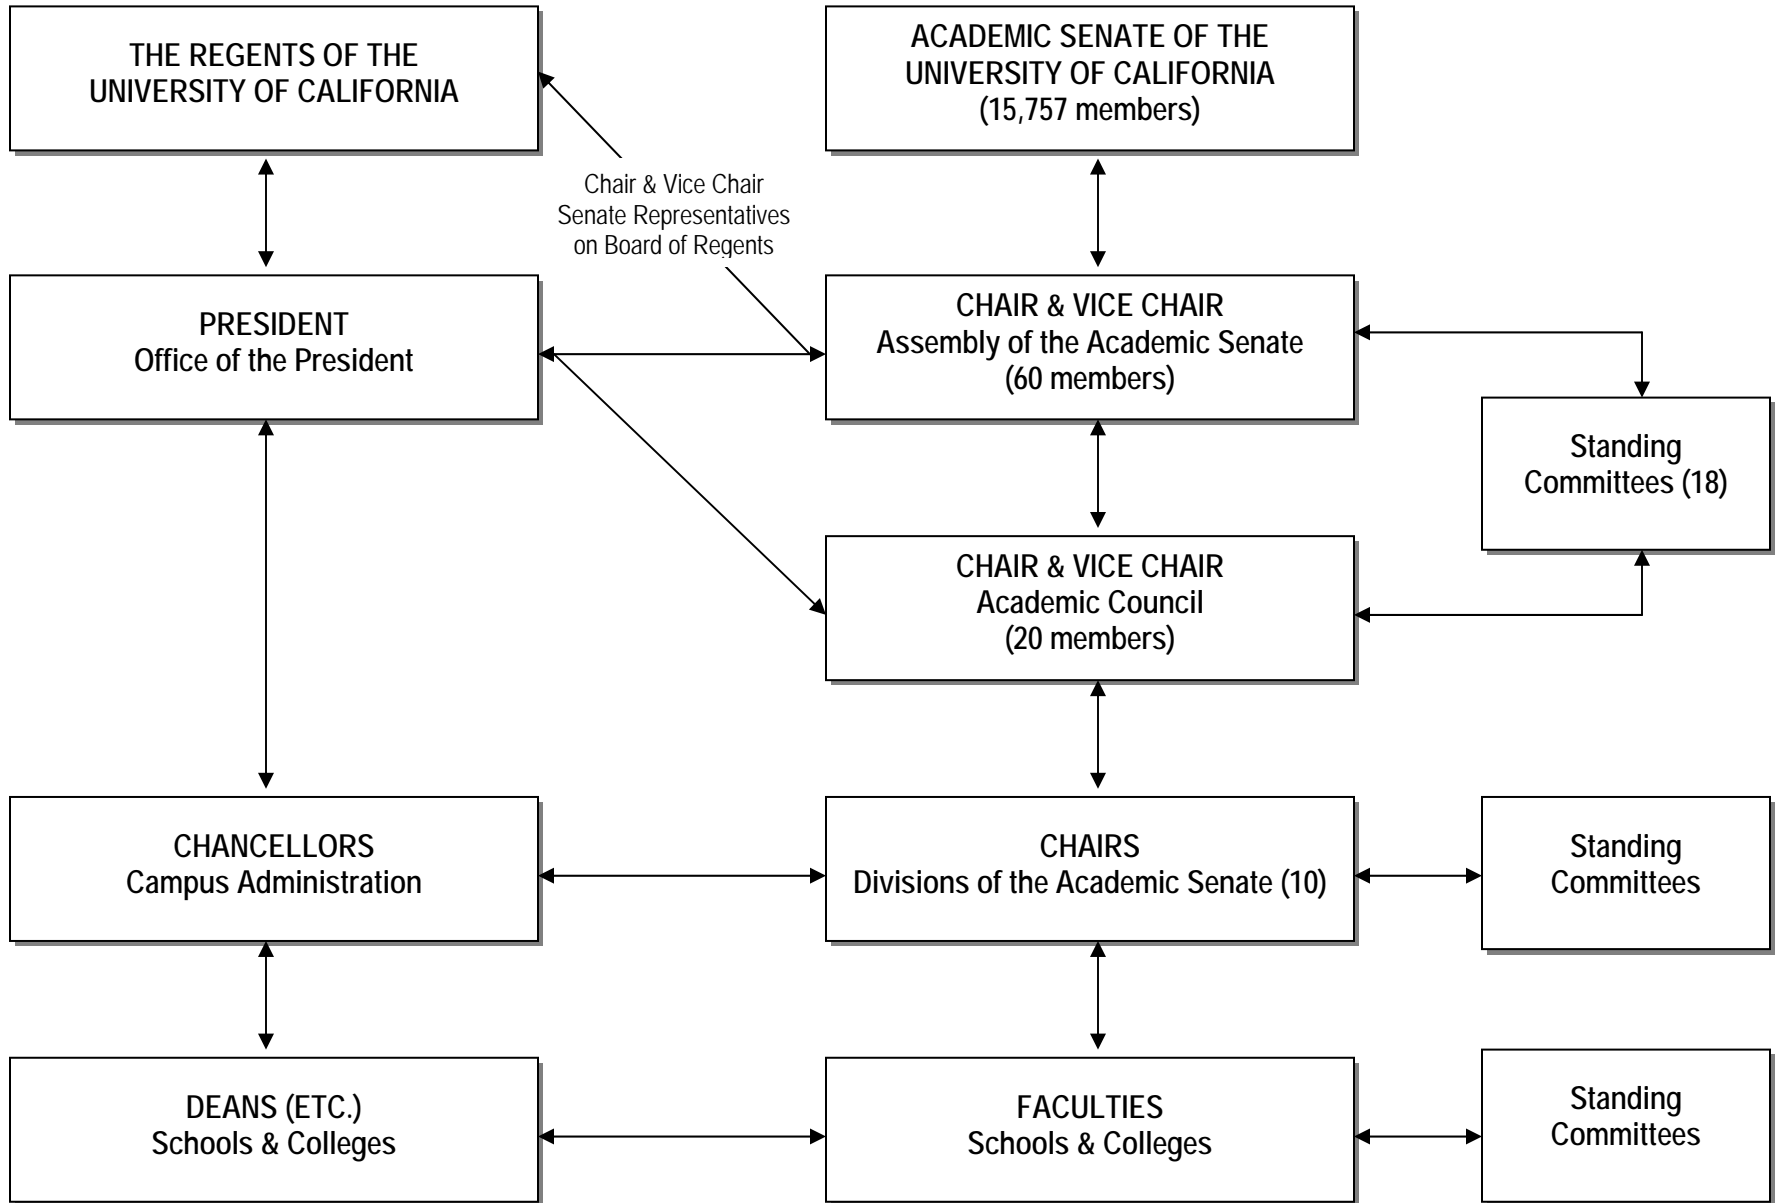 THE REGENTS OF THE
UNIVERSITY OF CALIFORNIA
ACADEMIC SENATE OF THE
UNIVERSITY OF CALIFORNIA
(15,757 members)
Chair & Vice Chair
Senate Representatives
on Board of Regents
PRESIDENT
Office of the President
CHAIR & VICE CHAIR
Assembly of the Academic Senate
(60 members)
Standing
Committees (18)
CHAIR & VICE CHAIR
Academic Council
(20 members)
CHANCELLORS
Campus Administration
CHAIRS
Divisions of the Academic Senate (10)
Standing
Committees
DEANS (ETC.)
Schools & Colleges
FACULTIES
Schools & Colleges
Standing
Committees